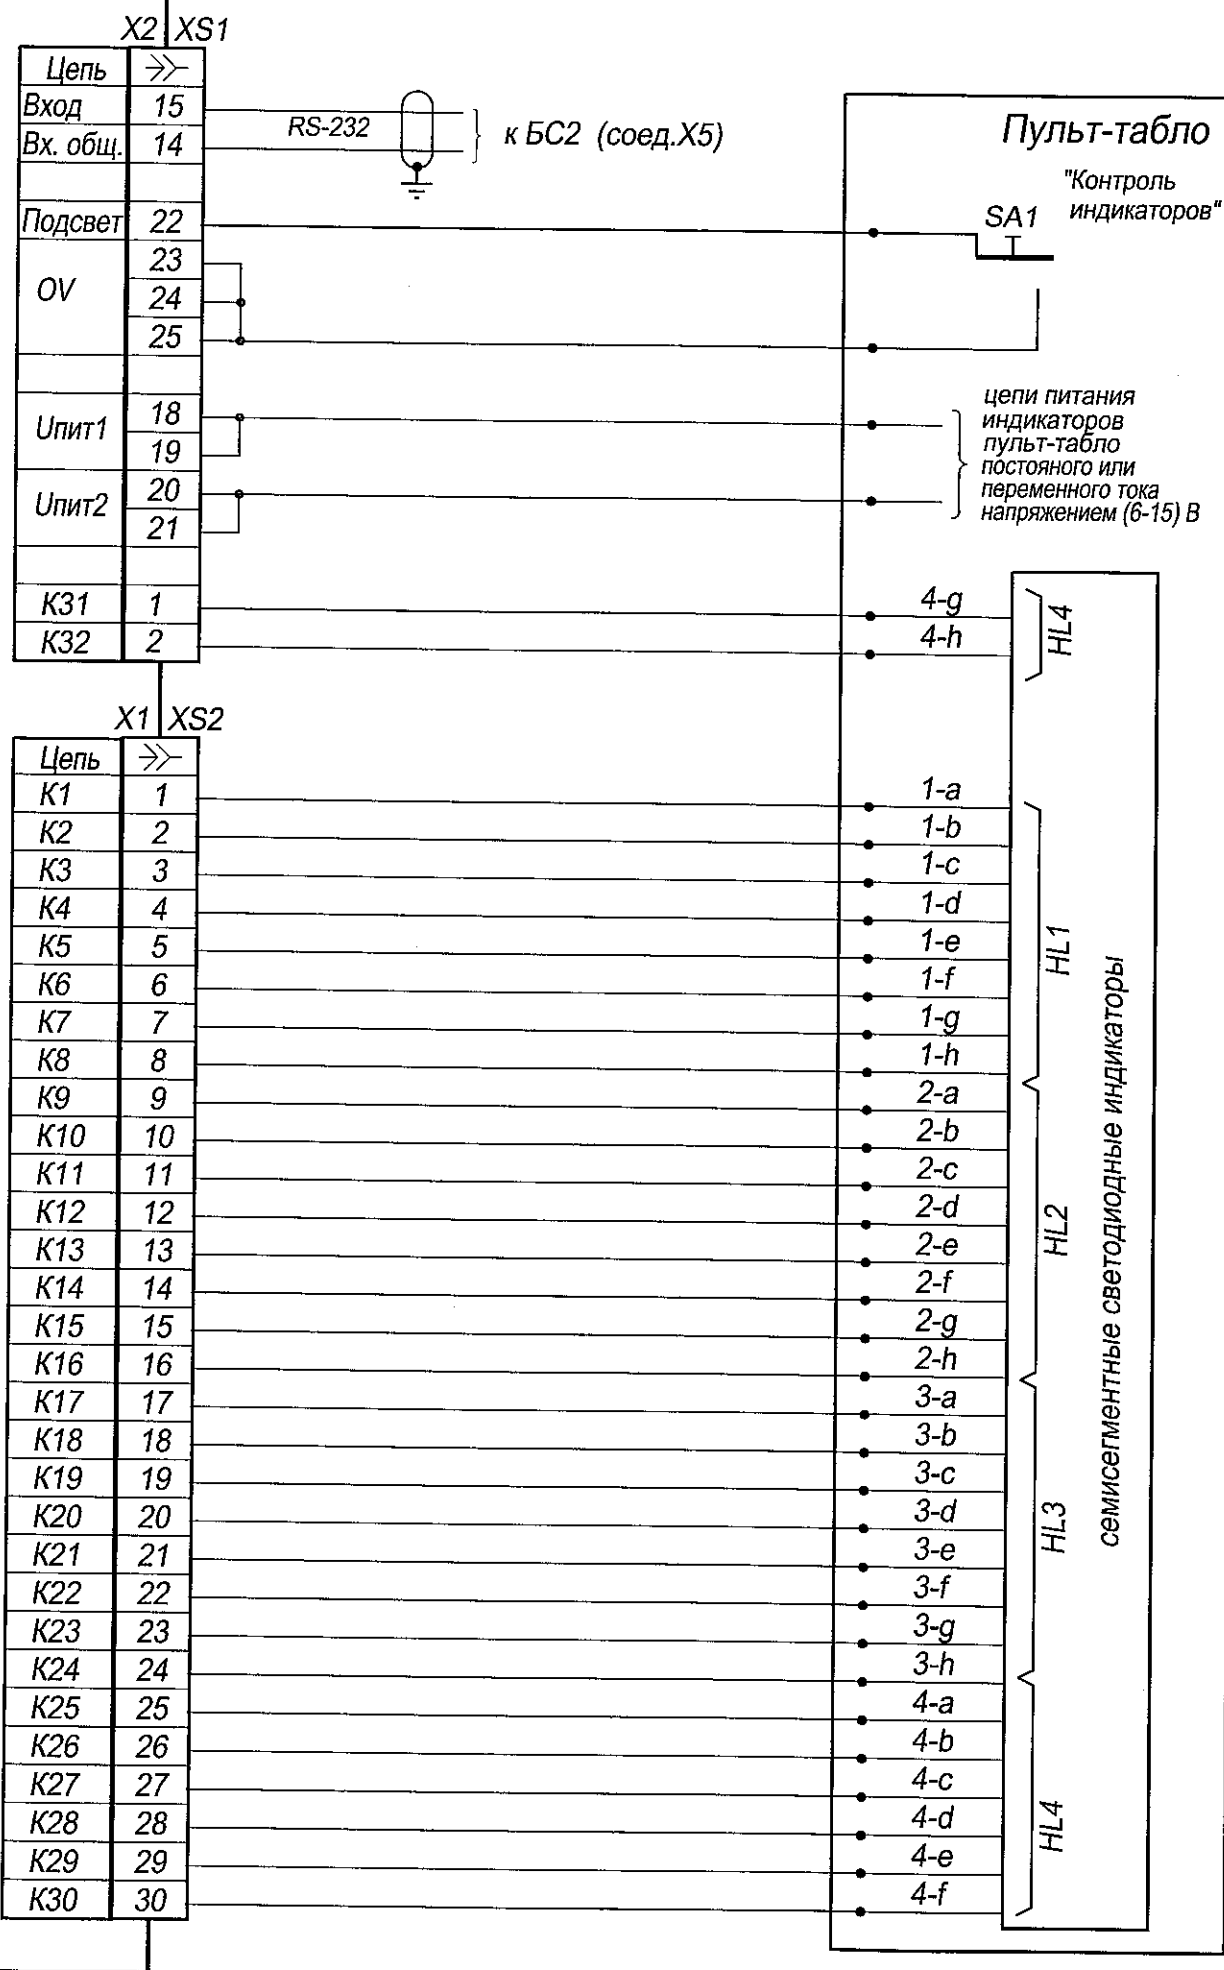 X2 XS1
Цепь
Вход 15
Вх. общ. 14
RS-232
к БС2 (соед.X5)
Подсвет 22
OV 23
24
25
Uпит1 18
19
Uпит2 20
21
К31 1
К32 2
Пульт-табло
"Контроль
индикаторов"
SA1
цепи питания
индикаторов
пульт-табло
постояного или
переменного тока
напряжением (6-15) В
4-g
4-h
HL4
X1 XS2
Цепь
К1 1 1-a
К2 2 1-b
К3 3 1-c
К4 4 1-d
К5 5 1-e
К6 6 1-f
К7 7 1-g
К8 8 1-h
К9 9 2-a
К10 10 2-b
К11 11 2-c
К12 12 2-d
К13 13 2-e
К14 14 2-f
К15 15 2-g
К16 16 2-h
К17 17 3-a
К18 18 3-b
К19 19 3-c
К20 20 3-d
К21 21 3-e
К22 22 3-f
К23 23 3-g
К24 24 3-h
К25 25 4-a
К26 26 4-b
К27 27 4-c
К28 28 4-d
К29 29 4-e
К30 30 4-f
HL1
HL2
HL3
HL4
семисегментные светодиодные индикаторы